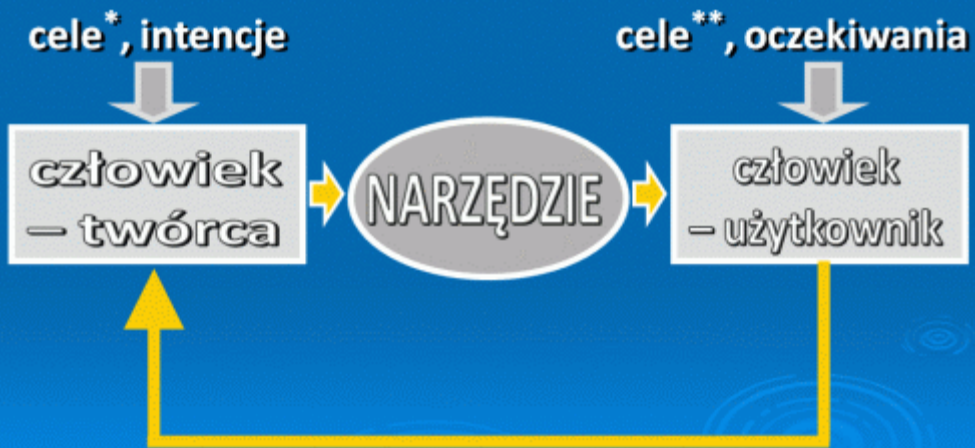 cele*, intencje
cele**, oczekiwania
człowiek
– twórca
NARZĘDZIE
człowiek
– użytkownik